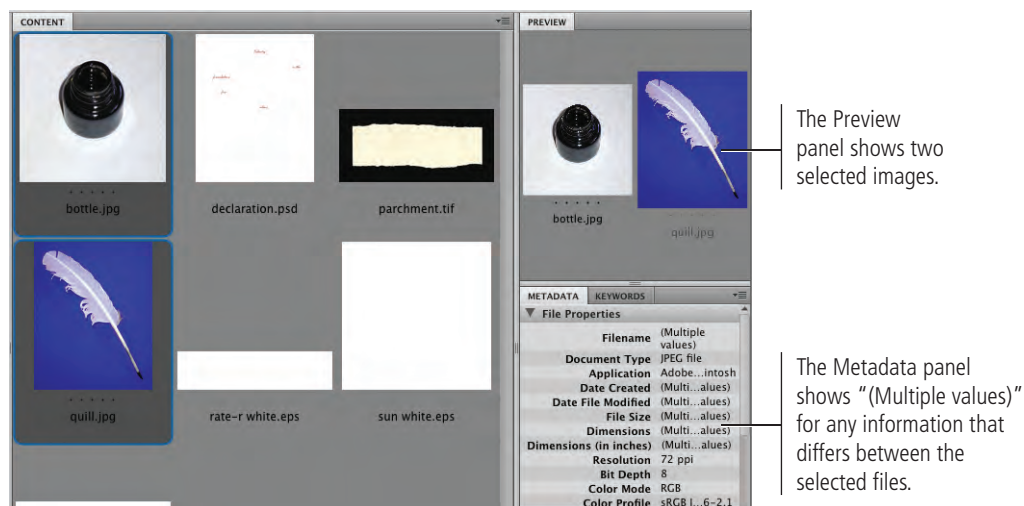 CONTENT
bottle.jpg
declaration.psd
parchment.tif
quill.jpg
rate-r white.eps
sun white.eps
PREVIEW
bottle.jpg
quill.jpg
METADATA KEYWORDS
File Properties
Filename (Multiple
values)
Document Type JPEG file
Application Adobe...intosh
Date Created (Multi...alues)
Date File Modified (Multi...alues)
File Size (Multi...alues)
Dimensions (Multi...alues)
Dimensions (in inches) (Multi...alues)
Resolution 72 ppi
Bit Depth 8
Color Mode RGB
Color Profile sRGB I...6-2.1
The Preview
panel shows two
selected images.
The Metadata panel
shows “(Multiple values)”
for any information that
differs between the
selected files.